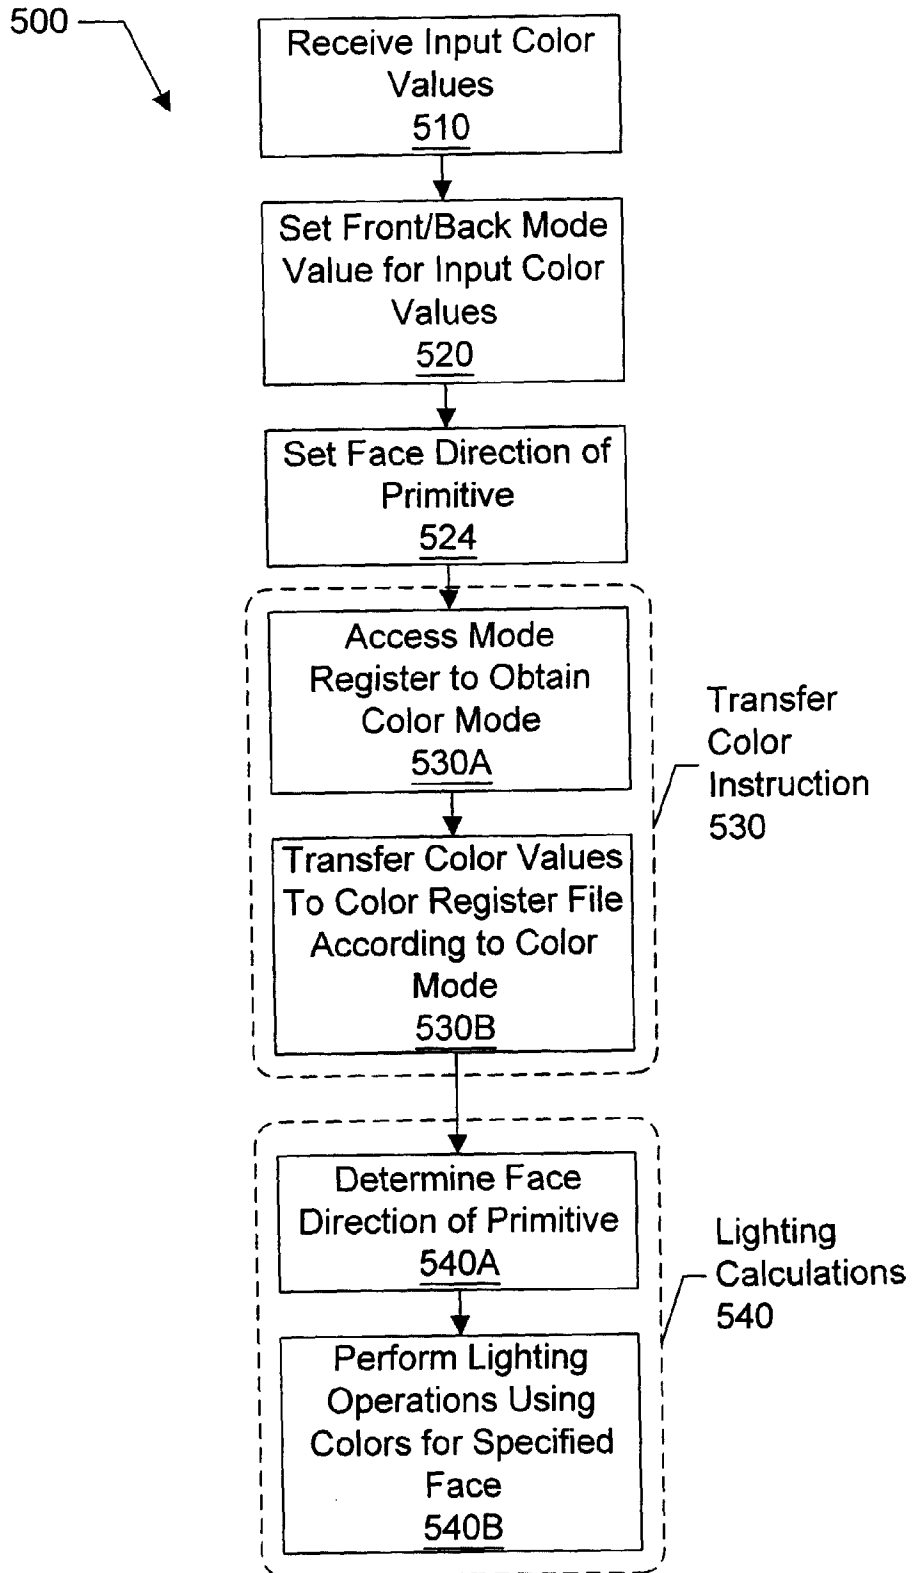 500
Receive Input Color
Values
510
Set Front/Back Mode
Value for Input Color
Values
520
Set Face Direction of
Primitive
524
Access Mode
Register to Obtain
Color Mode
530A
Transfer Color Values
To Color Register File
According to Color
Mode
530B
Transfer
Color
Instruction
530
Determine Face
Direction of Primitive
540A
Perform Lighting
Operations Using
Colors for Specified
Face
540B
Lighting
Calculations
540